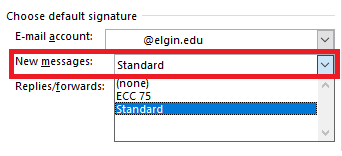 Choose default signature
E-mail account: @elgin.edu
New messages: Standard
(none)
Replies/forwards: ECC 75
Standard